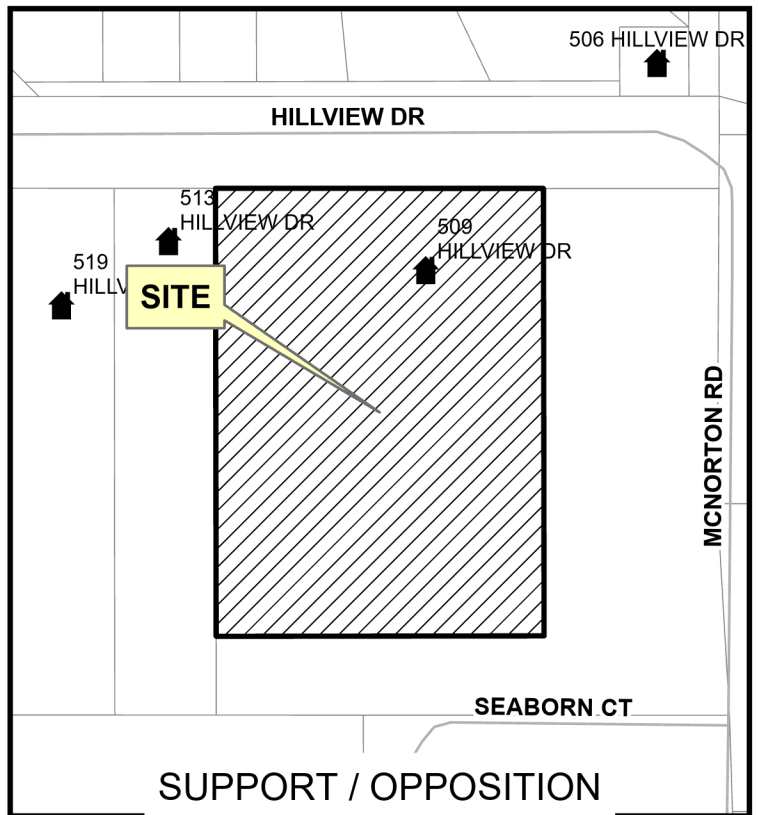 506 HILLVIEW DR
HILLVIEW DR
513
HILLVIEW DR
509
HILLVIEW DR
519
HILLV
SITE
MCNORTON RD
SEABORN CT
SUPPORT / OPPOSITION